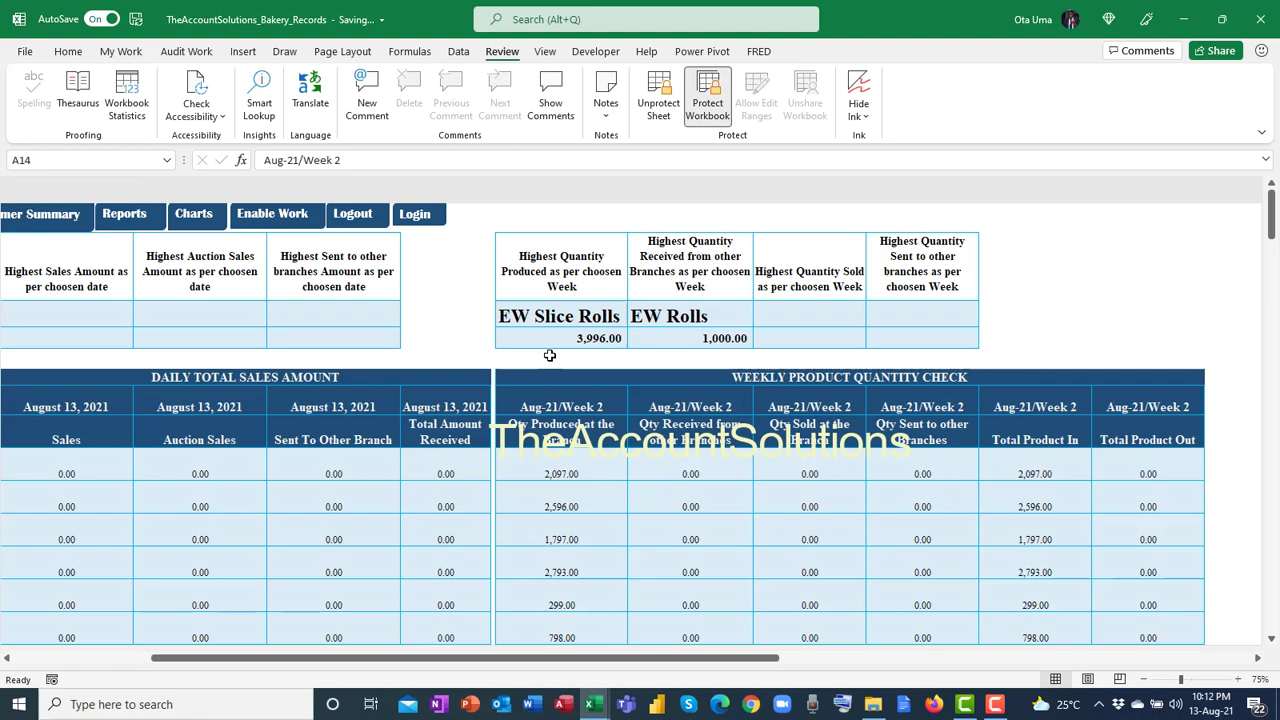 AutoSave On TheAccountSolutions_Bakery_Records - Saving... Search (Alt+Q) Ota Uma
File Home My Work Audit Work Insert Draw Page Layout Formulas Data Review View Developer Help Power Pivot FRED Comments Share
Spelling Thesaurus Workbook Statistics Check Accessibility Smart Lookup Translate New Comment Delete Previous Comment Next Comment Show Comments Notes Unprotect Sheet Protect Workbook Allow Edit Ranges Unshare Workbook Hide Ink
Proofing Accessibility Insights Language Comments Notes Protect Ink
A14 fx Aug-21/Week 2
mer Summary Reports Charts Enable Work Logout Login
Highest Sales Amount as per choosen date
Highest Auction Sales Amount as per choosen date
Highest Sent to other branches Amount as per choosen date
Highest Quantity Produced as per choosen Week
Highest Quantity Received from other Branches as per choosen Week
Highest Quantity Sold as per choosen Week
Highest Quantity Sent to other branches as per choosen Week
EW Slice Rolls EW Rolls
3,996.00 1,000.00
DAILY TOTAL SALES AMOUNT WEEKLY PRODUCT QUANTITY CHECK
August 13, 2021 August 13, 2021 August 13, 2021 August 13, 2021 Aug-21/Week 2 Aug-21/Week 2 Aug-21/Week 2 Aug-21/Week 2 Aug-21/Week 2 Aug-21/Week 2
Sales Auction Sales Sent To Other Branch Total Amount Received Qty Produced at the Branch Qty Received from other Branches Qty Sold at the Branch Qty Sent to other Branches Total Product In Total Product Out
TheAccountSolutions
0.00 0.00 0.00 0.00 2,097.00 0.00 0.00 0.00 2,097.00 0.00
0.00 0.00 0.00 0.00 2,596.00 0.00 0.00 0.00 2,596.00 0.00
0.00 0.00 0.00 0.00 1,797.00 0.00 0.00 0.00 1,797.00 0.00
0.00 0.00 0.00 0.00 2,793.00 0.00 0.00 0.00 2,793.00 0.00
0.00 0.00 0.00 0.00 299.00 0.00 0.00 0.00 299.00 0.00
0.00 0.00 0.00 0.00 798.00 0.00 0.00 0.00 798.00 0.00
Ready 75%
Type here to search 25°C 10:12 PM
13-Aug-21 22